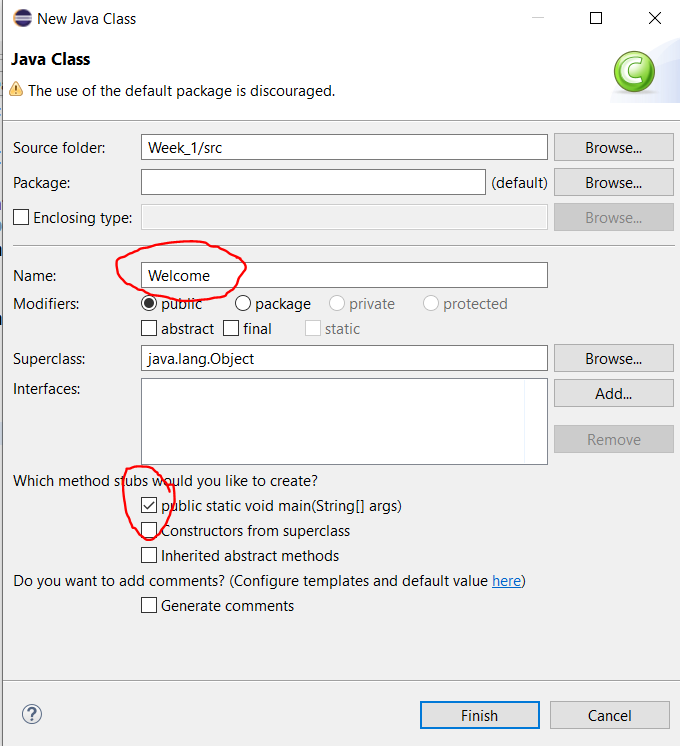 New Java Class
Java Class
The use of the default package is discouraged.
C
Source folder: Week_1/src Browse...
Package: (default) Browse...
Enclosing type: Browse...
Name: Welcome
Modifiers: public package private protected
abstract final static
Superclass: java.lang.Object Browse...
Interfaces: Add...
Remove
Which method stubs would you like to create?
public static void main(String[] args)
Constructors from superclass
Inherited abstract methods
Do you want to add comments? (Configure templates and default value here)
Generate comments
? Finish Cancel